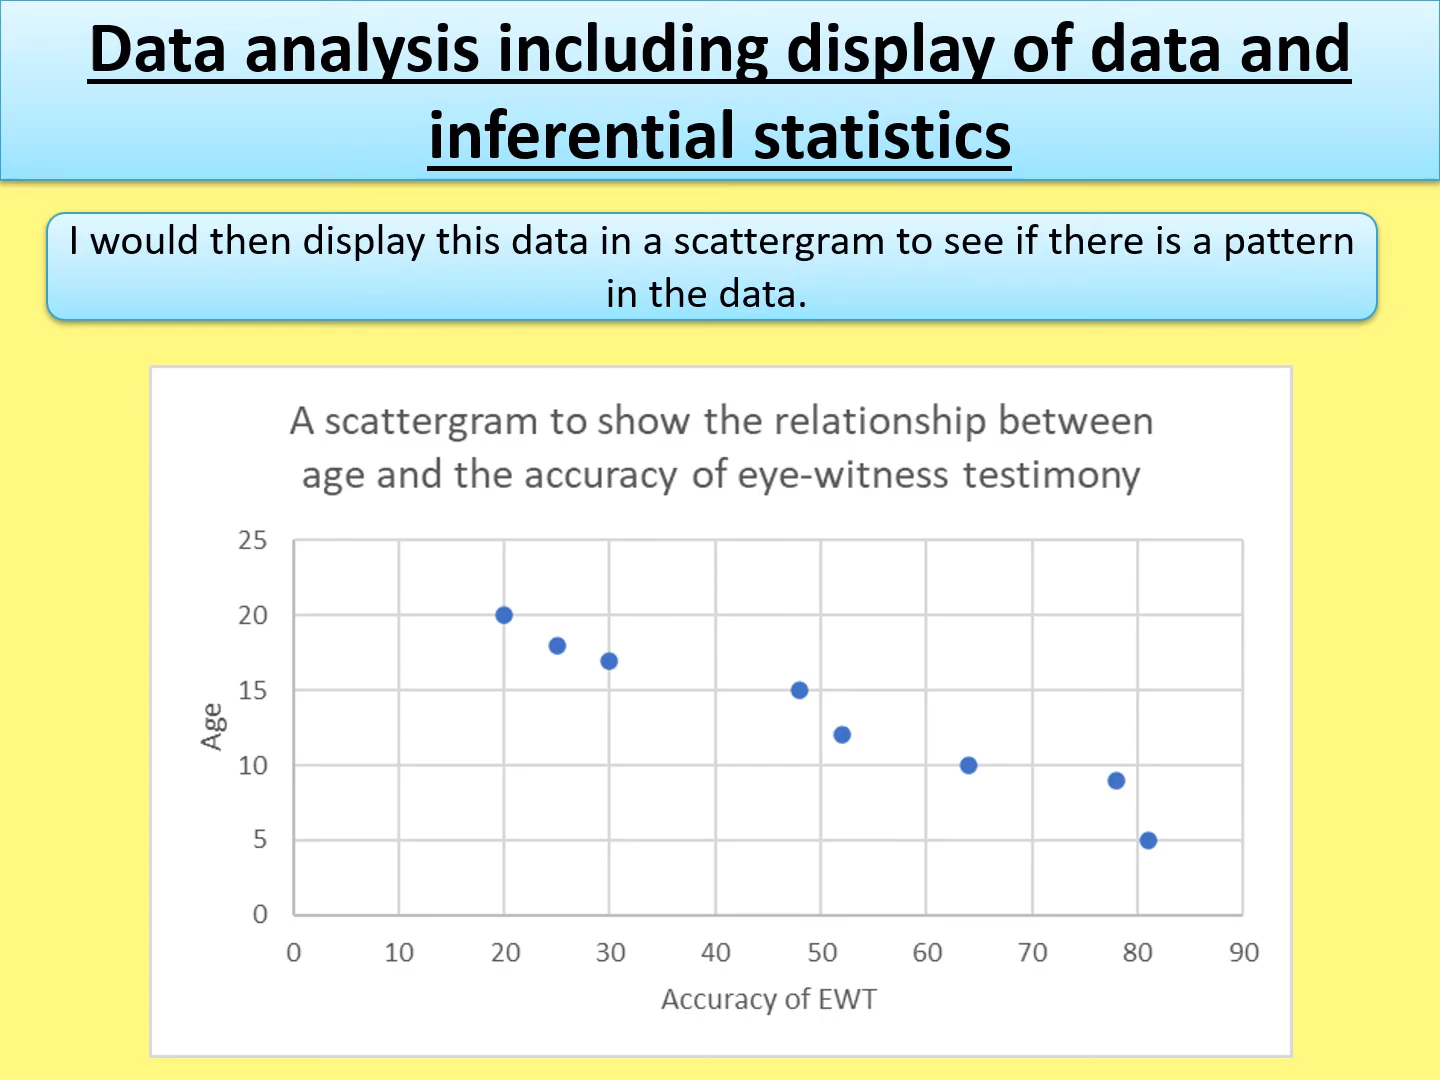 Data analysis including display of data and
inferential statistics
I would then display this data in a scattergram to see if there is a pattern
in the data.
A scattergram to show the relationship between
age and the accuracy of eye-witness testimony
25
20
15
10
5
0
Age
0 10 20 30 40 50 60 70 80 90
Accuracy of EWT